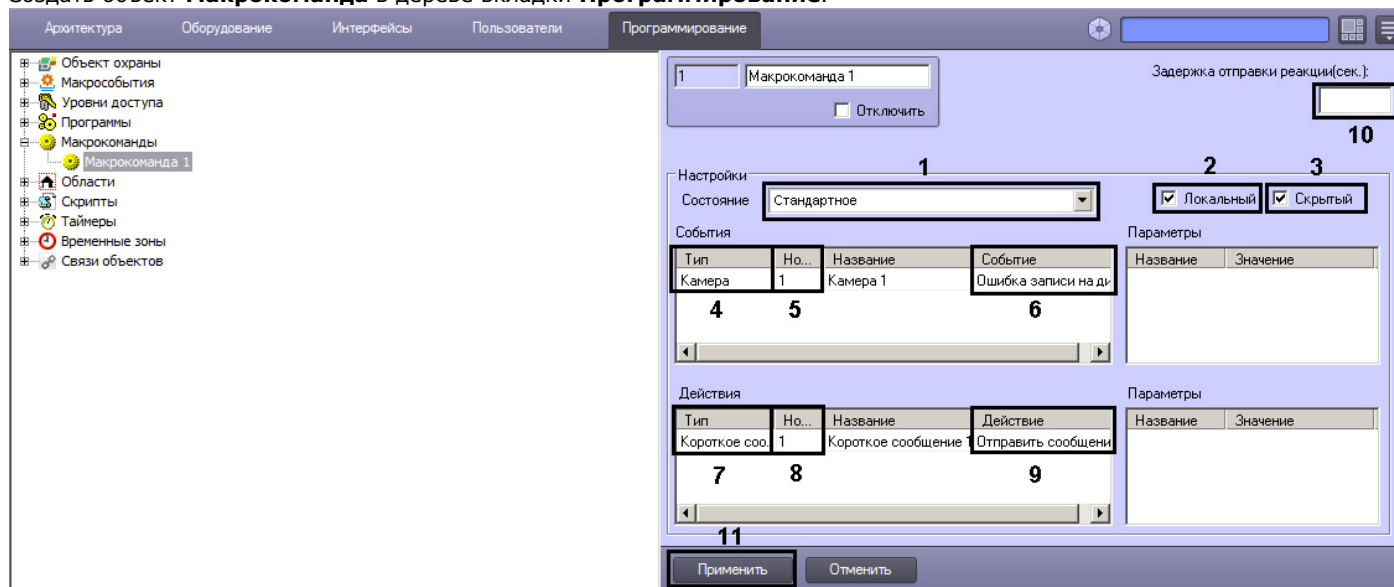 Создать объект Макрокоманда в дереве вкладки Программирование.
Архитектура Оборудование Интерфейсы Пользователи Программирование
Объект охраны
Макрособытия
Уровни доступа
Программы
Макрокоманды
Макрокоманда 1
Области
Скрипты
Таймеры
Временные зоны
Связи объектов
1 Макрокоманда 1
Отключить
Задержка отправки реакции(сек.):
10
Настройки
1 2 3
Состояние Стандартное Локальный Скрытый
События Параметры
Тип Но... Название Событие Название Значение
Камера 1 Камера 1 Ошибка записи на ди
4 5 6
Действия Параметры
Тип Но... Название Действие Название Значение
Короткое соо... 1 Короткое сообщение 1 Отправить сообщени
7 8 9
11
Применить Отменить